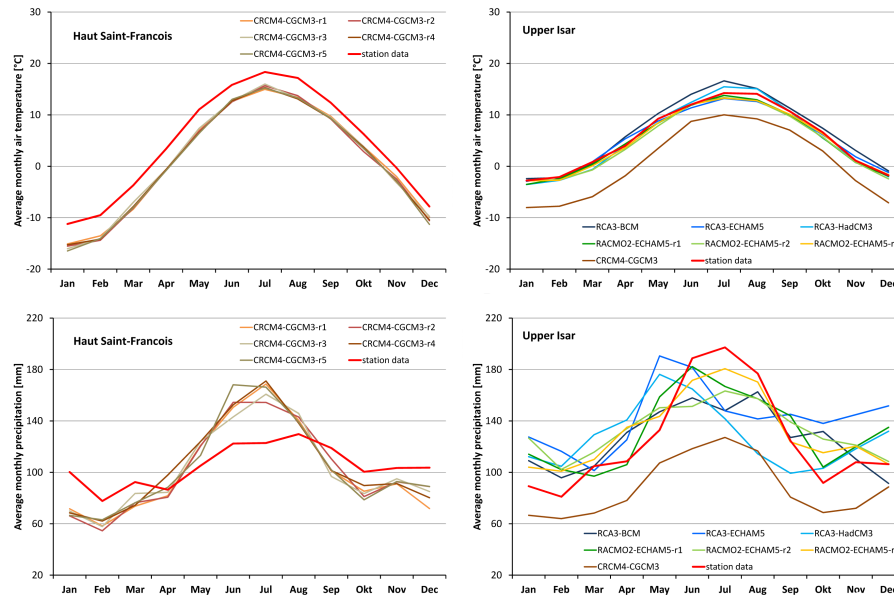 Haut Saint-Francois
CRCM4-CGCM3-r1 CRCM4-CGCM3-r2
CRCM4-CGCM3-r3 CRCM4-CGCM3-r4
CRCM4-CGCM3-r5 station data
Average monthly air temperature [°C]
30
20
10
0
-10
-20
Jan Feb Mar Apr May Jun Jul Aug Sep Okt Nov Dec
Upper Isar
Average monthly air temperature [°C]
30
20
10
0
-10
-20
RCA3-BCM RCA3-ECHAM5 RCA3-HadCM3
RACMO2-ECHAM5-r1 RACMO2-ECHAM5-r2 RACMO2-ECHAM5-r
CRCM4-CGCM3 station data
Jan Feb Mar Apr May Jun Jul Aug Sep Okt Nov Dec
Haut Saint-Francois
CRCM4-CGCM3-r1 CRCM4-CGCM3-r2
CRCM4-CGCM3-r3 CRCM4-CGCM3-r4
CRCM4-CGCM3-r5 station data
Average monthly precipitation [mm]
220
180
140
100
60
20
Jan Feb Mar Apr May Jun Jul Aug Sep Okt Nov Dec
Upper Isar
Average monthly precipitation [mm]
220
180
140
100
60
20
RCA3-BCM RCA3-ECHAM5 RCA3-HadCM3
RACMO2-ECHAM5-r1 RACMO2-ECHAM5-r2 RACMO2-ECHAM5-r
CRCM4-CGCM3 station data
Jan Feb Mar Apr May Jun Jul Aug Sep Okt Nov Dec